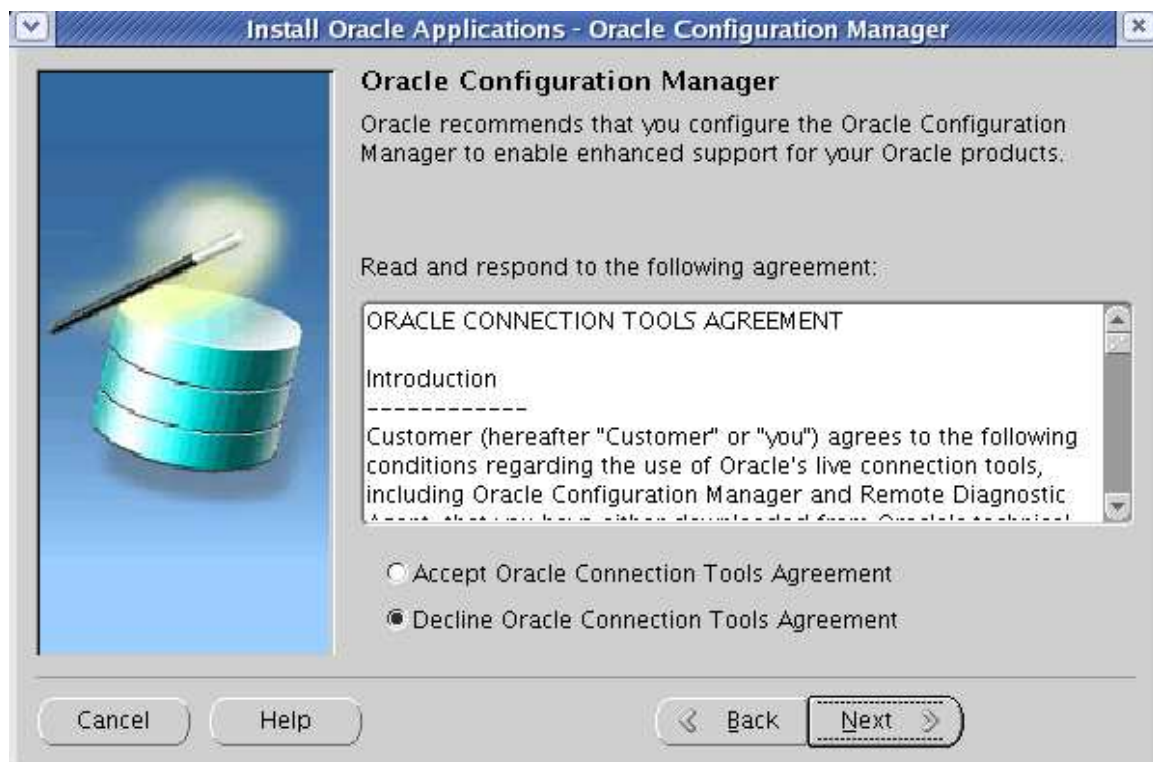 Install Oracle Applications - Oracle Configuration Manager
Oracle Configuration Manager
Oracle recommends that you configure the Oracle Configuration
Manager to enable enhanced support for your Oracle products.
Read and respond to the following agreement:
ORACLE CONNECTION TOOLS AGREEMENT
Introduction
------------
Customer (hereafter "Customer" or "you") agrees to the following
conditions regarding the use of Oracle's live connection tools,
including Oracle Configuration Manager and Remote Diagnostic
Accept Oracle Connection Tools Agreement
Decline Oracle Connection Tools Agreement
Cancel
Help
Back
Next